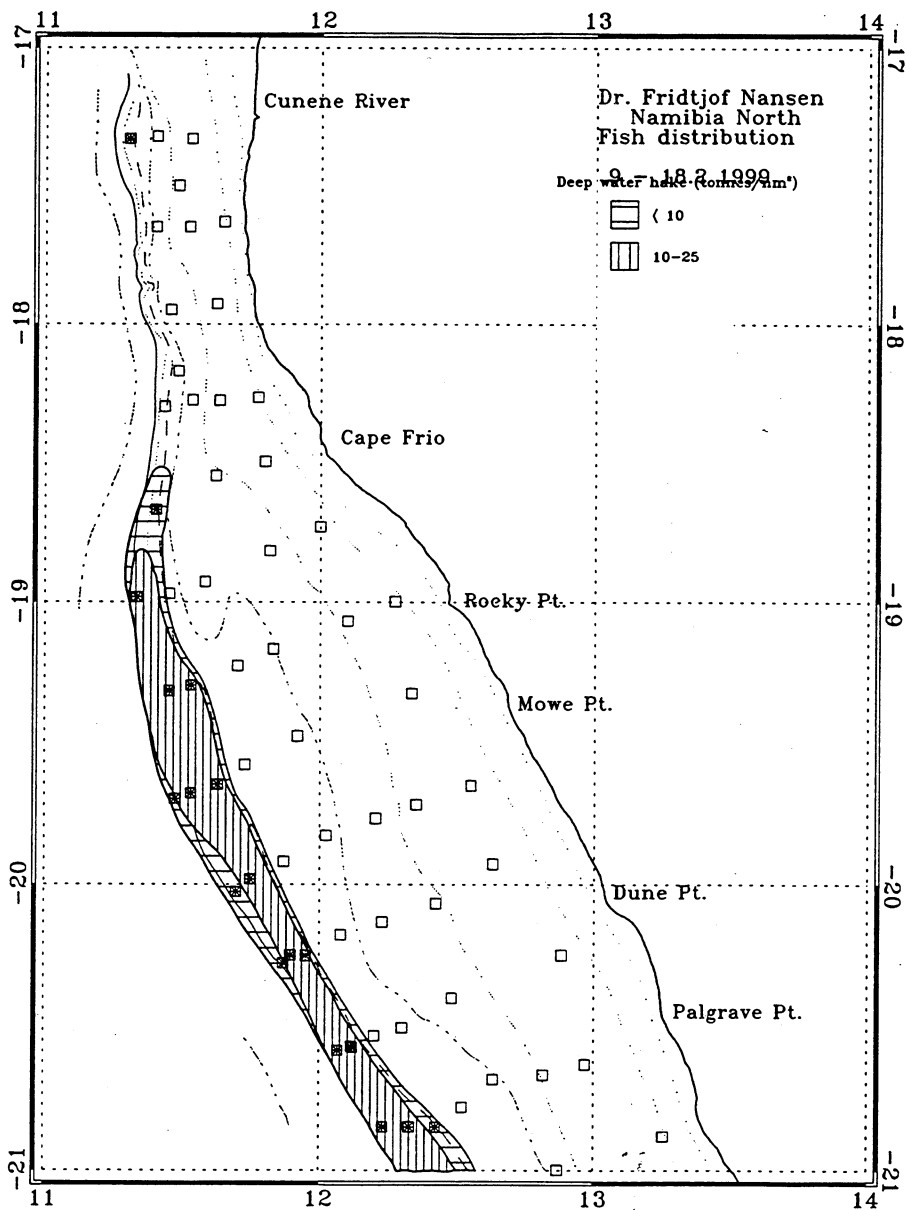 11 12 13 14
-17 -17
Cunene River
Dr. Fridtjof Nansen
Namibia North
Fish distribution
9 - 18.2.1999
Deep water hake (tonnes/nm²)
< 10
10-25
-18 -18
Cape Frio
-19 -19
Rocky Pt.
Mowe Pt.
-20 -20
Dune Pt.
Palgrave Pt.
-21 -21
11 12 13 14